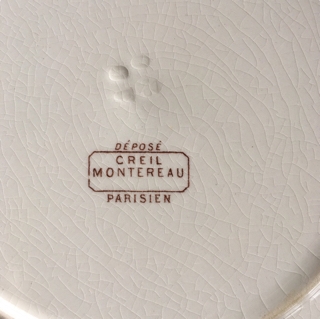 DÉPOSÉ
CREIL
MONTEREAU
PARISIEN